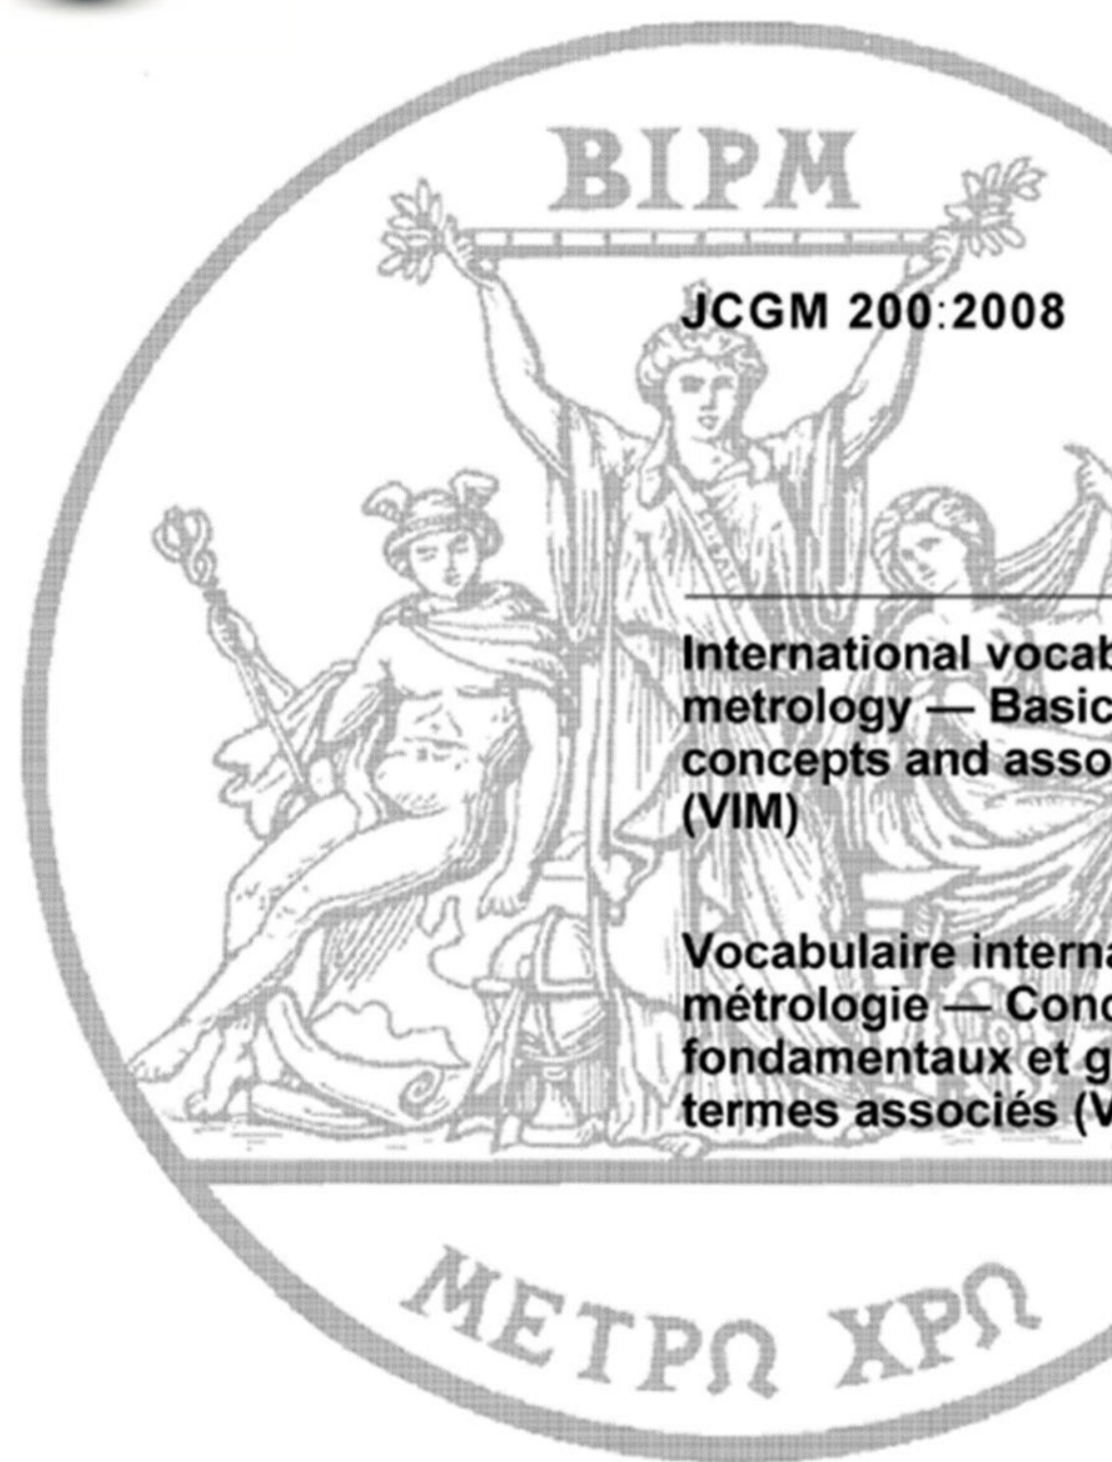 BIPM
JCGM 200:2008
International vocab
metrology — Basic
concepts and asso
(VIM)
Vocabulaire interna
métrologie — Conc
fondamentaux et g
termes associés (V
ΜΕΤΡΩ ΧΡΩ